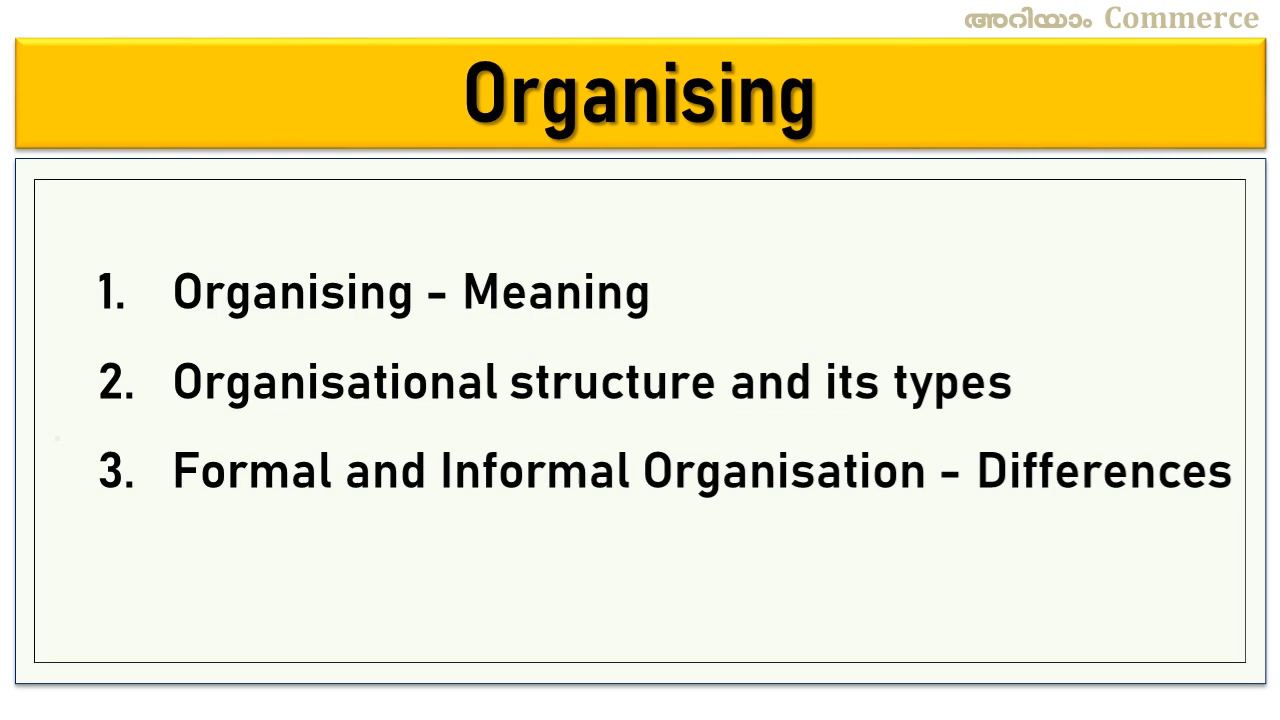 അറിയാം Commerce
Organising
1. Organising - Meaning
2. Organisational structure and its types
3. Formal and Informal Organisation - Differences